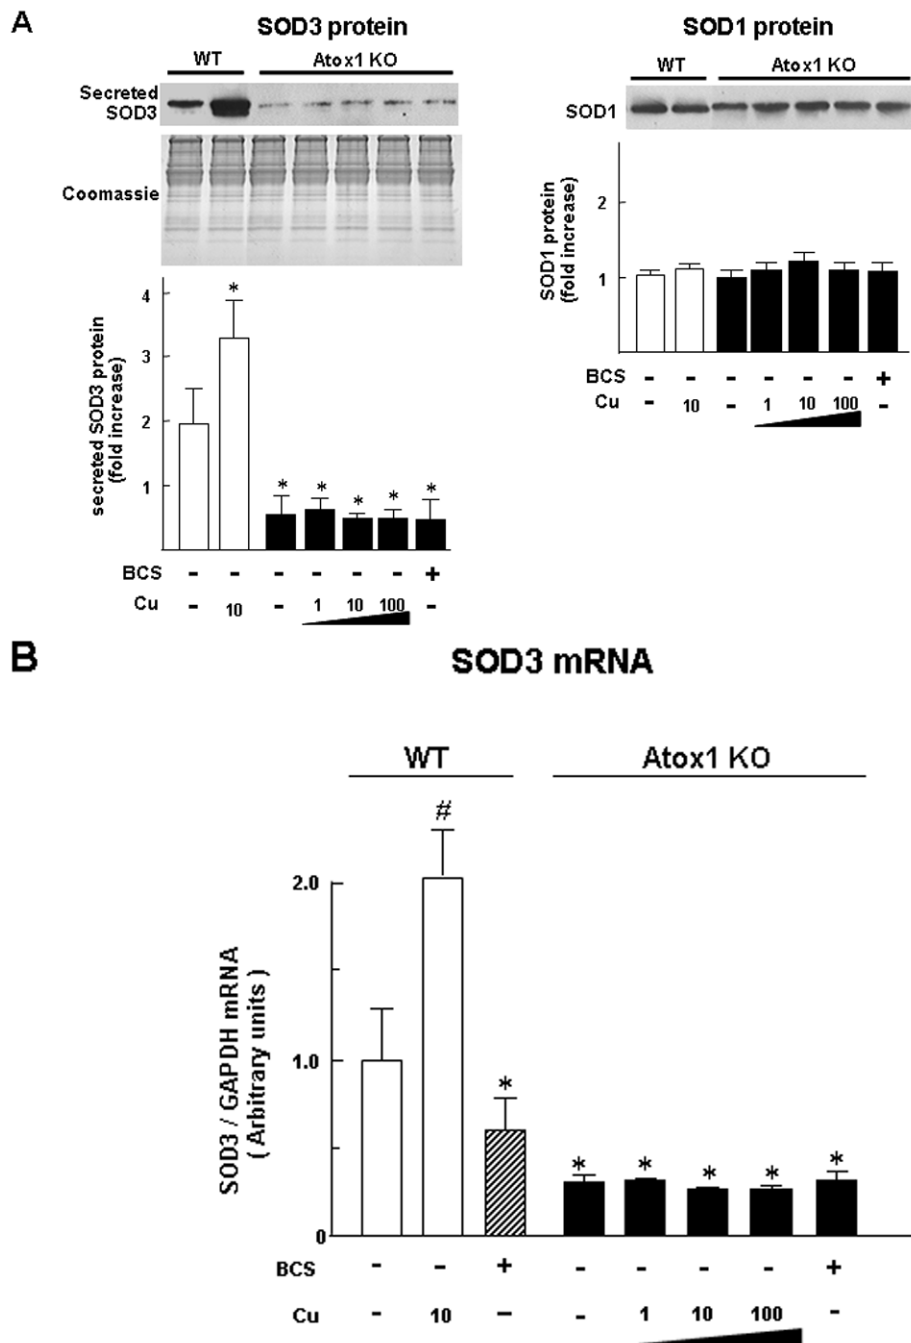 A
SOD3 protein
WT Atox1 KO
Secreted
SOD3
Coomassie
secreted SOD3 protein
(fold increase)
4
3
2
1
* * * * * *
BCS - - - - - - +
Cu - 10 - 1 10 100 -
SOD1 protein
WT Atox1 KO
SOD1
SOD1 protein
(fold increase)
2
1
BCS - - - - - - +
Cu - 10 - 1 10 100 -
B
SOD3 mRNA
WT Atox1 KO
SOD3 / GAPDH mRNA
( Arbitrary units )
2.0
1.0
0
# * * * * * *
BCS - - + - - - - +
Cu - 10 - - 1 10 100 -